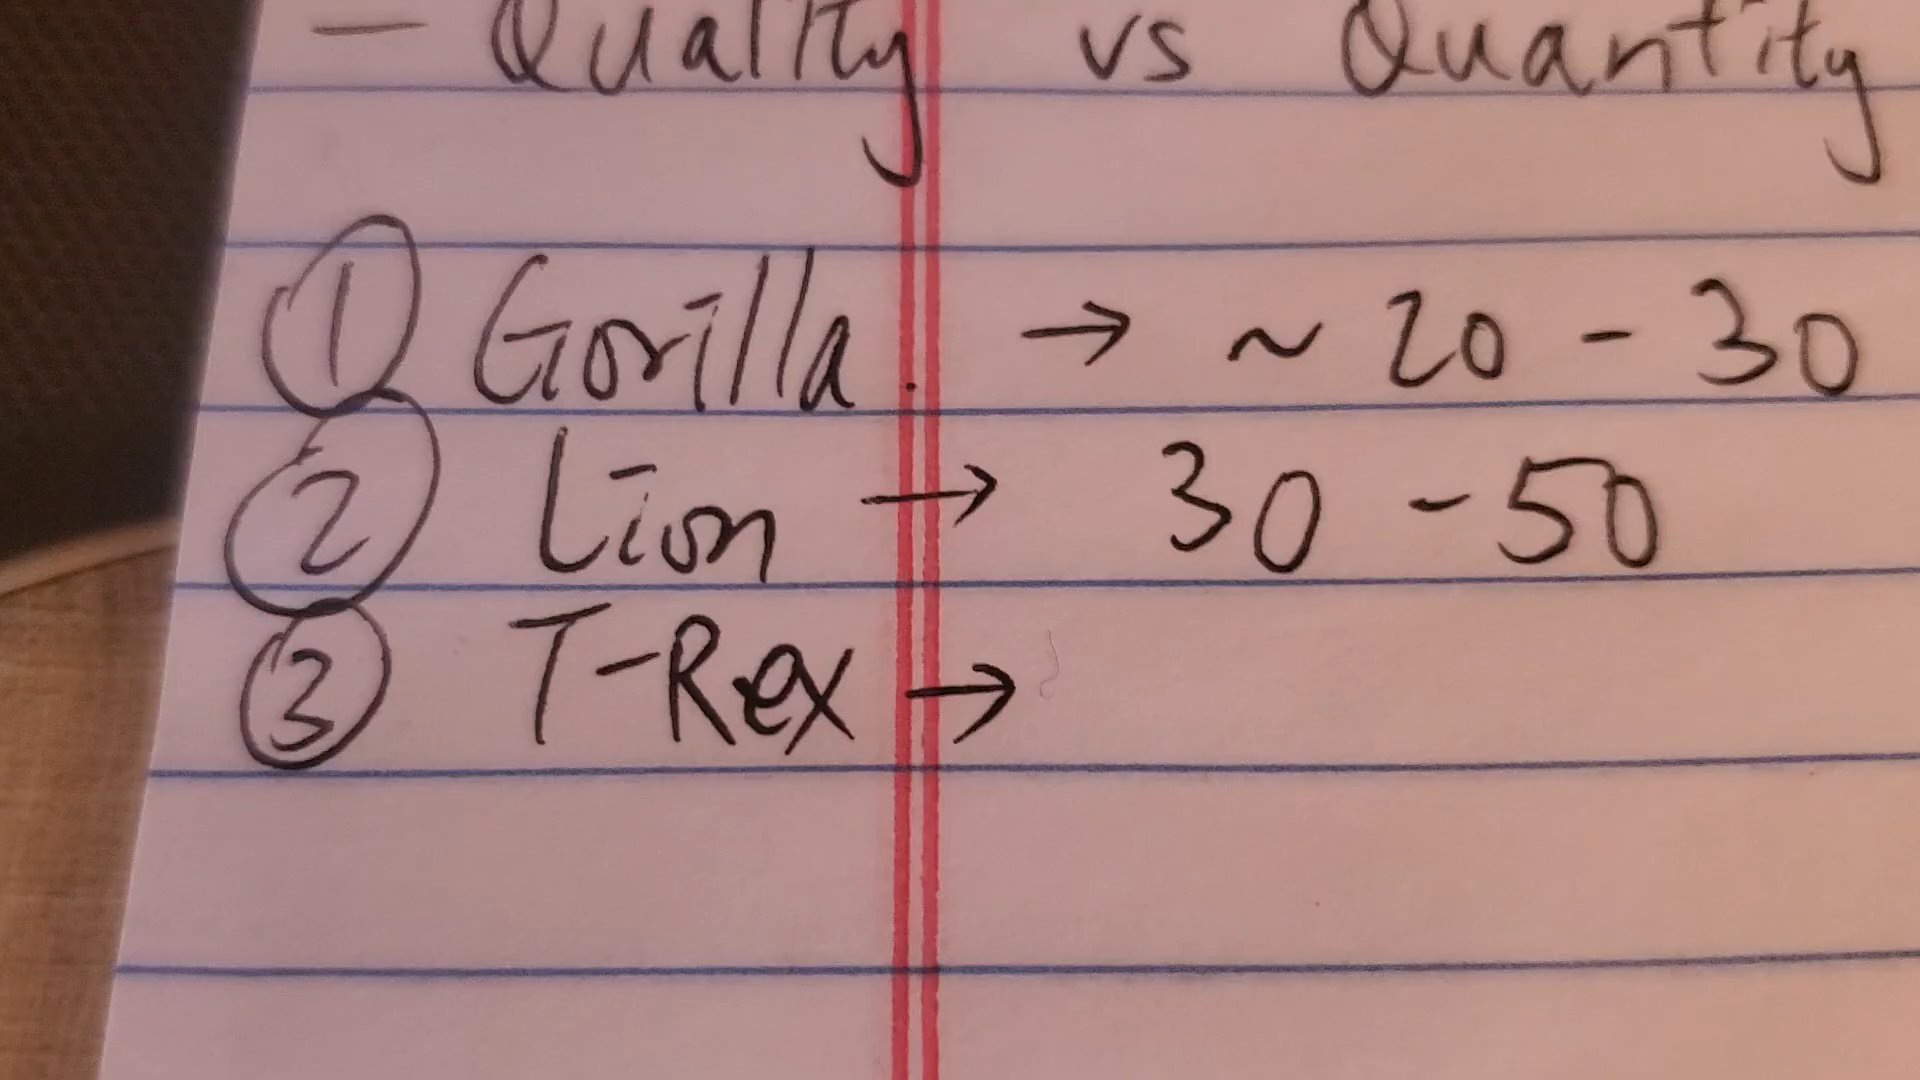 - Quality vs Quantity
① Gorilla. → ~ 20 - 30
② Lion → 30 - 50
③ T-Rex →